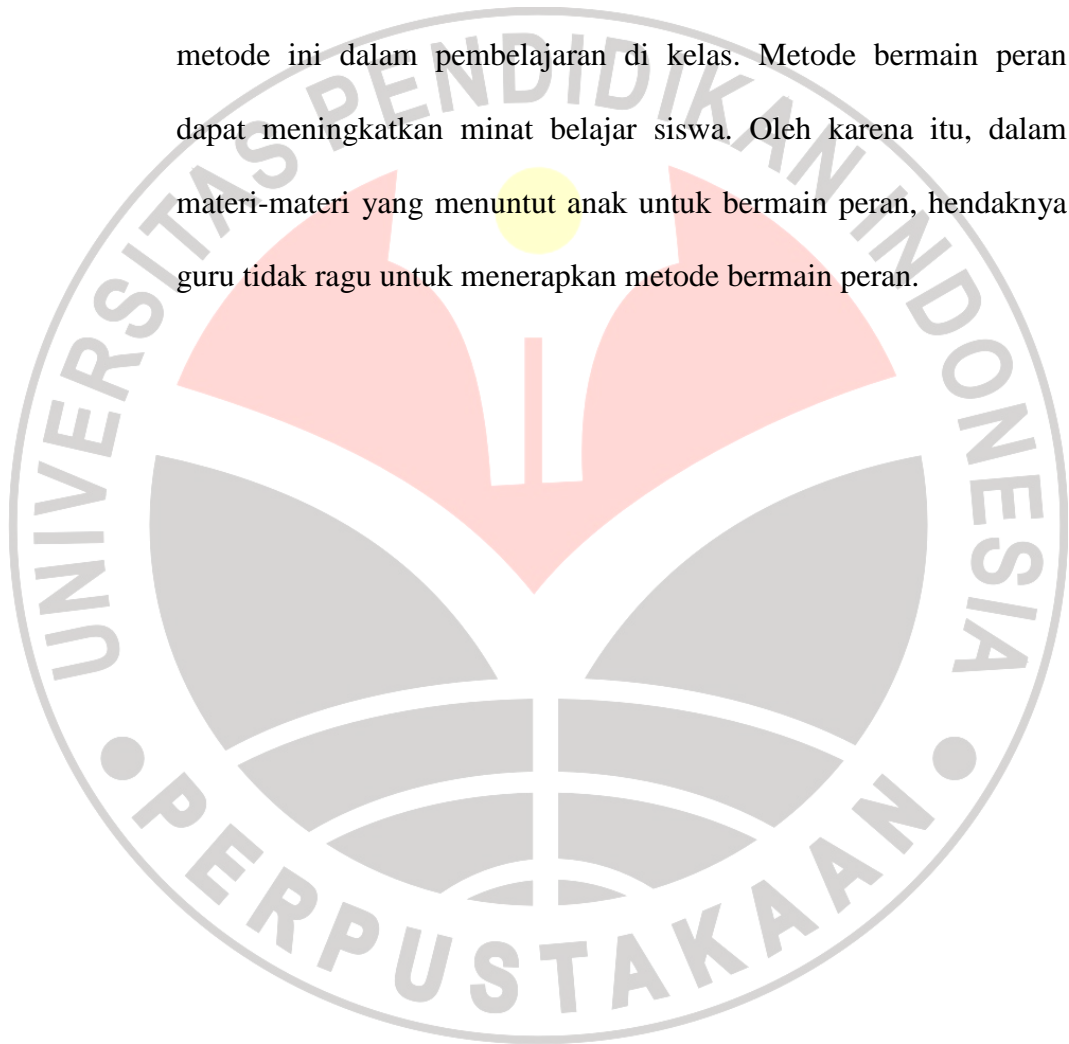 metode ini dalam pembelajaran di kelas. Metode bermain peran
dapat meningkatkan minat belajar siswa. Oleh karena itu, dalam
materi-materi yang menuntut anak untuk bermain peran, hendaknya
guru tidak ragu untuk menerapkan metode bermain peran.
UNIVERSITAS PENDIDIKAN INDONESIA
PERPUSTAKAAN